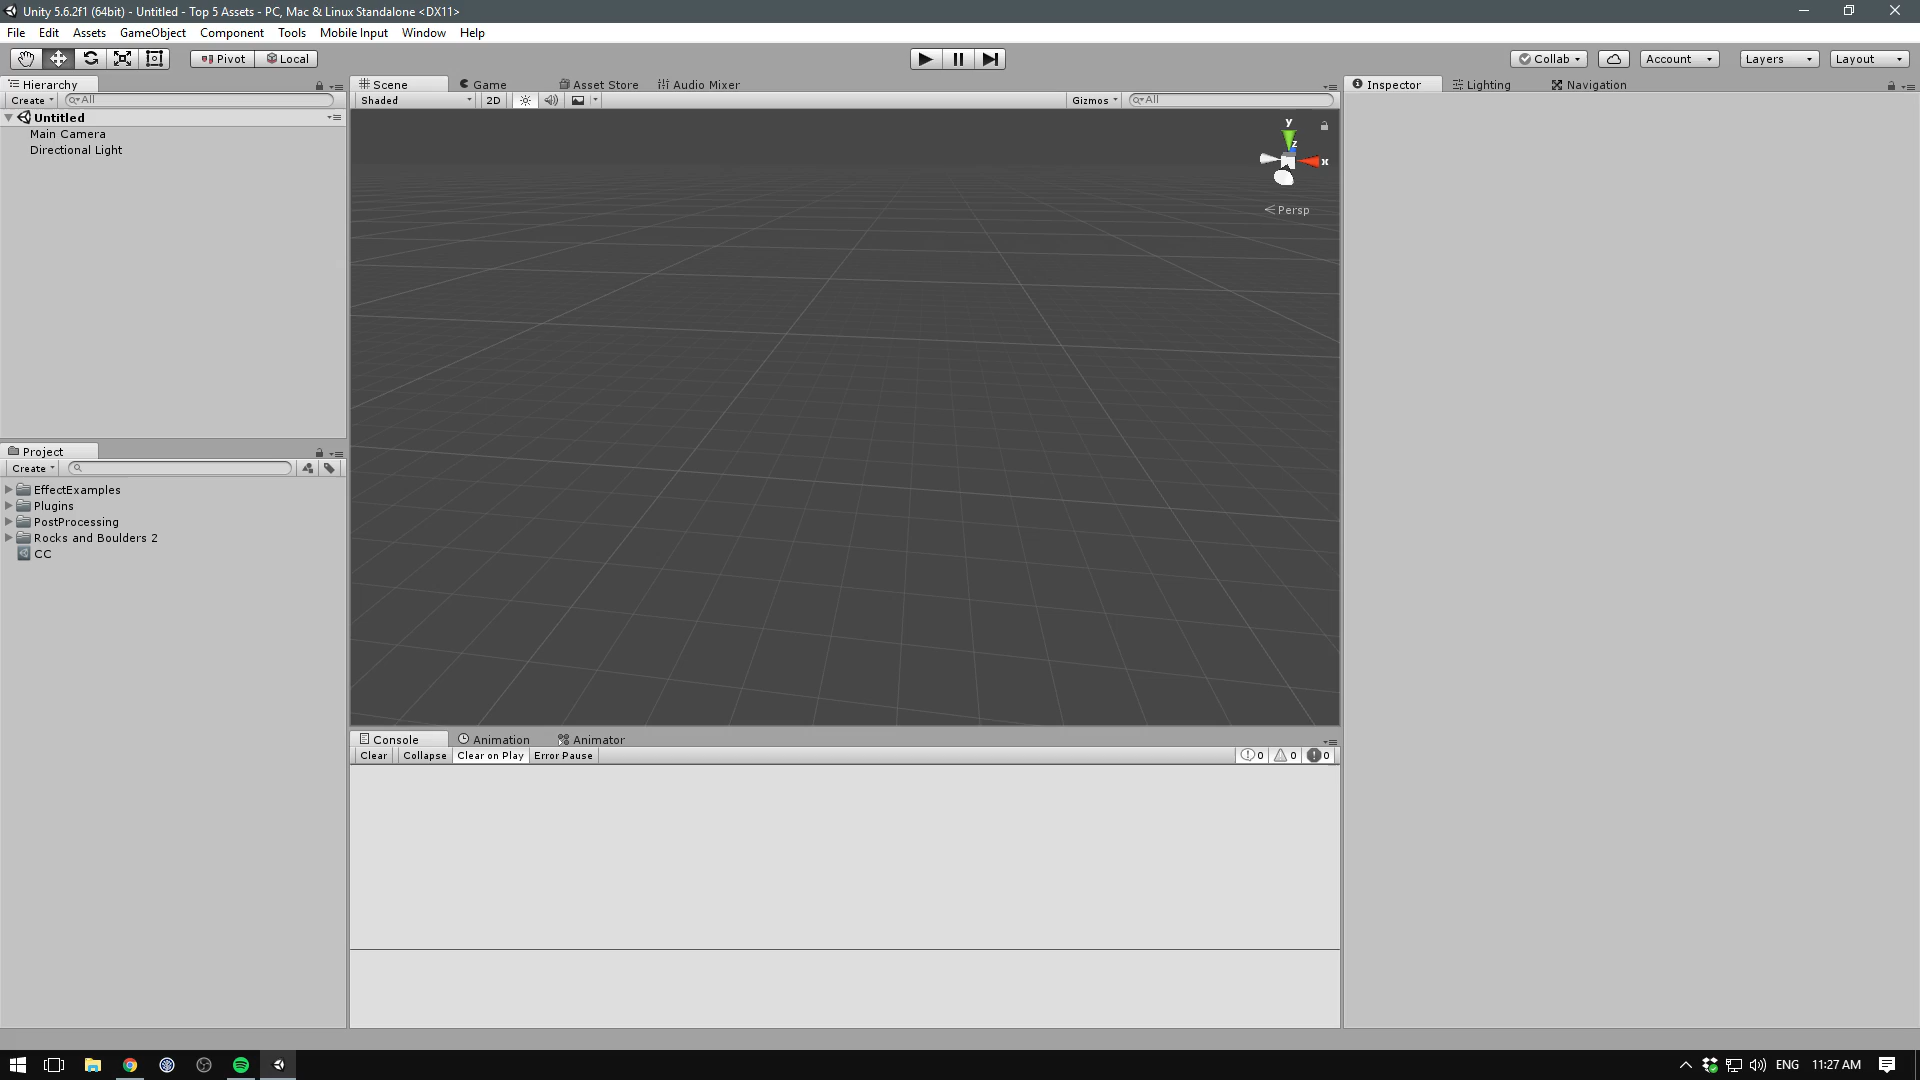 Unity 5.6.2f1 (64bit) - Untitled - Top 5 Assets - PC, Mac & Linux Standalone <DX11>
File Edit Assets GameObject Component Tools Mobile Input Window Help
Pivot Local Collab Account Layers Layout
Hierarchy
Create All
Untitled
Main Camera
Directional Light
Scene Game Asset Store Audio Mixer
Shaded 2D Gizmos All
y
z
x
Persp
Inspector Lighting Navigation
Project
Create
EffectExamples
Plugins
PostProcessing
Rocks and Boulders 2
CC
Console Animation Animator
Clear Collapse Clear on Play Error Pause 0 0 0
ENG 11:27 AM